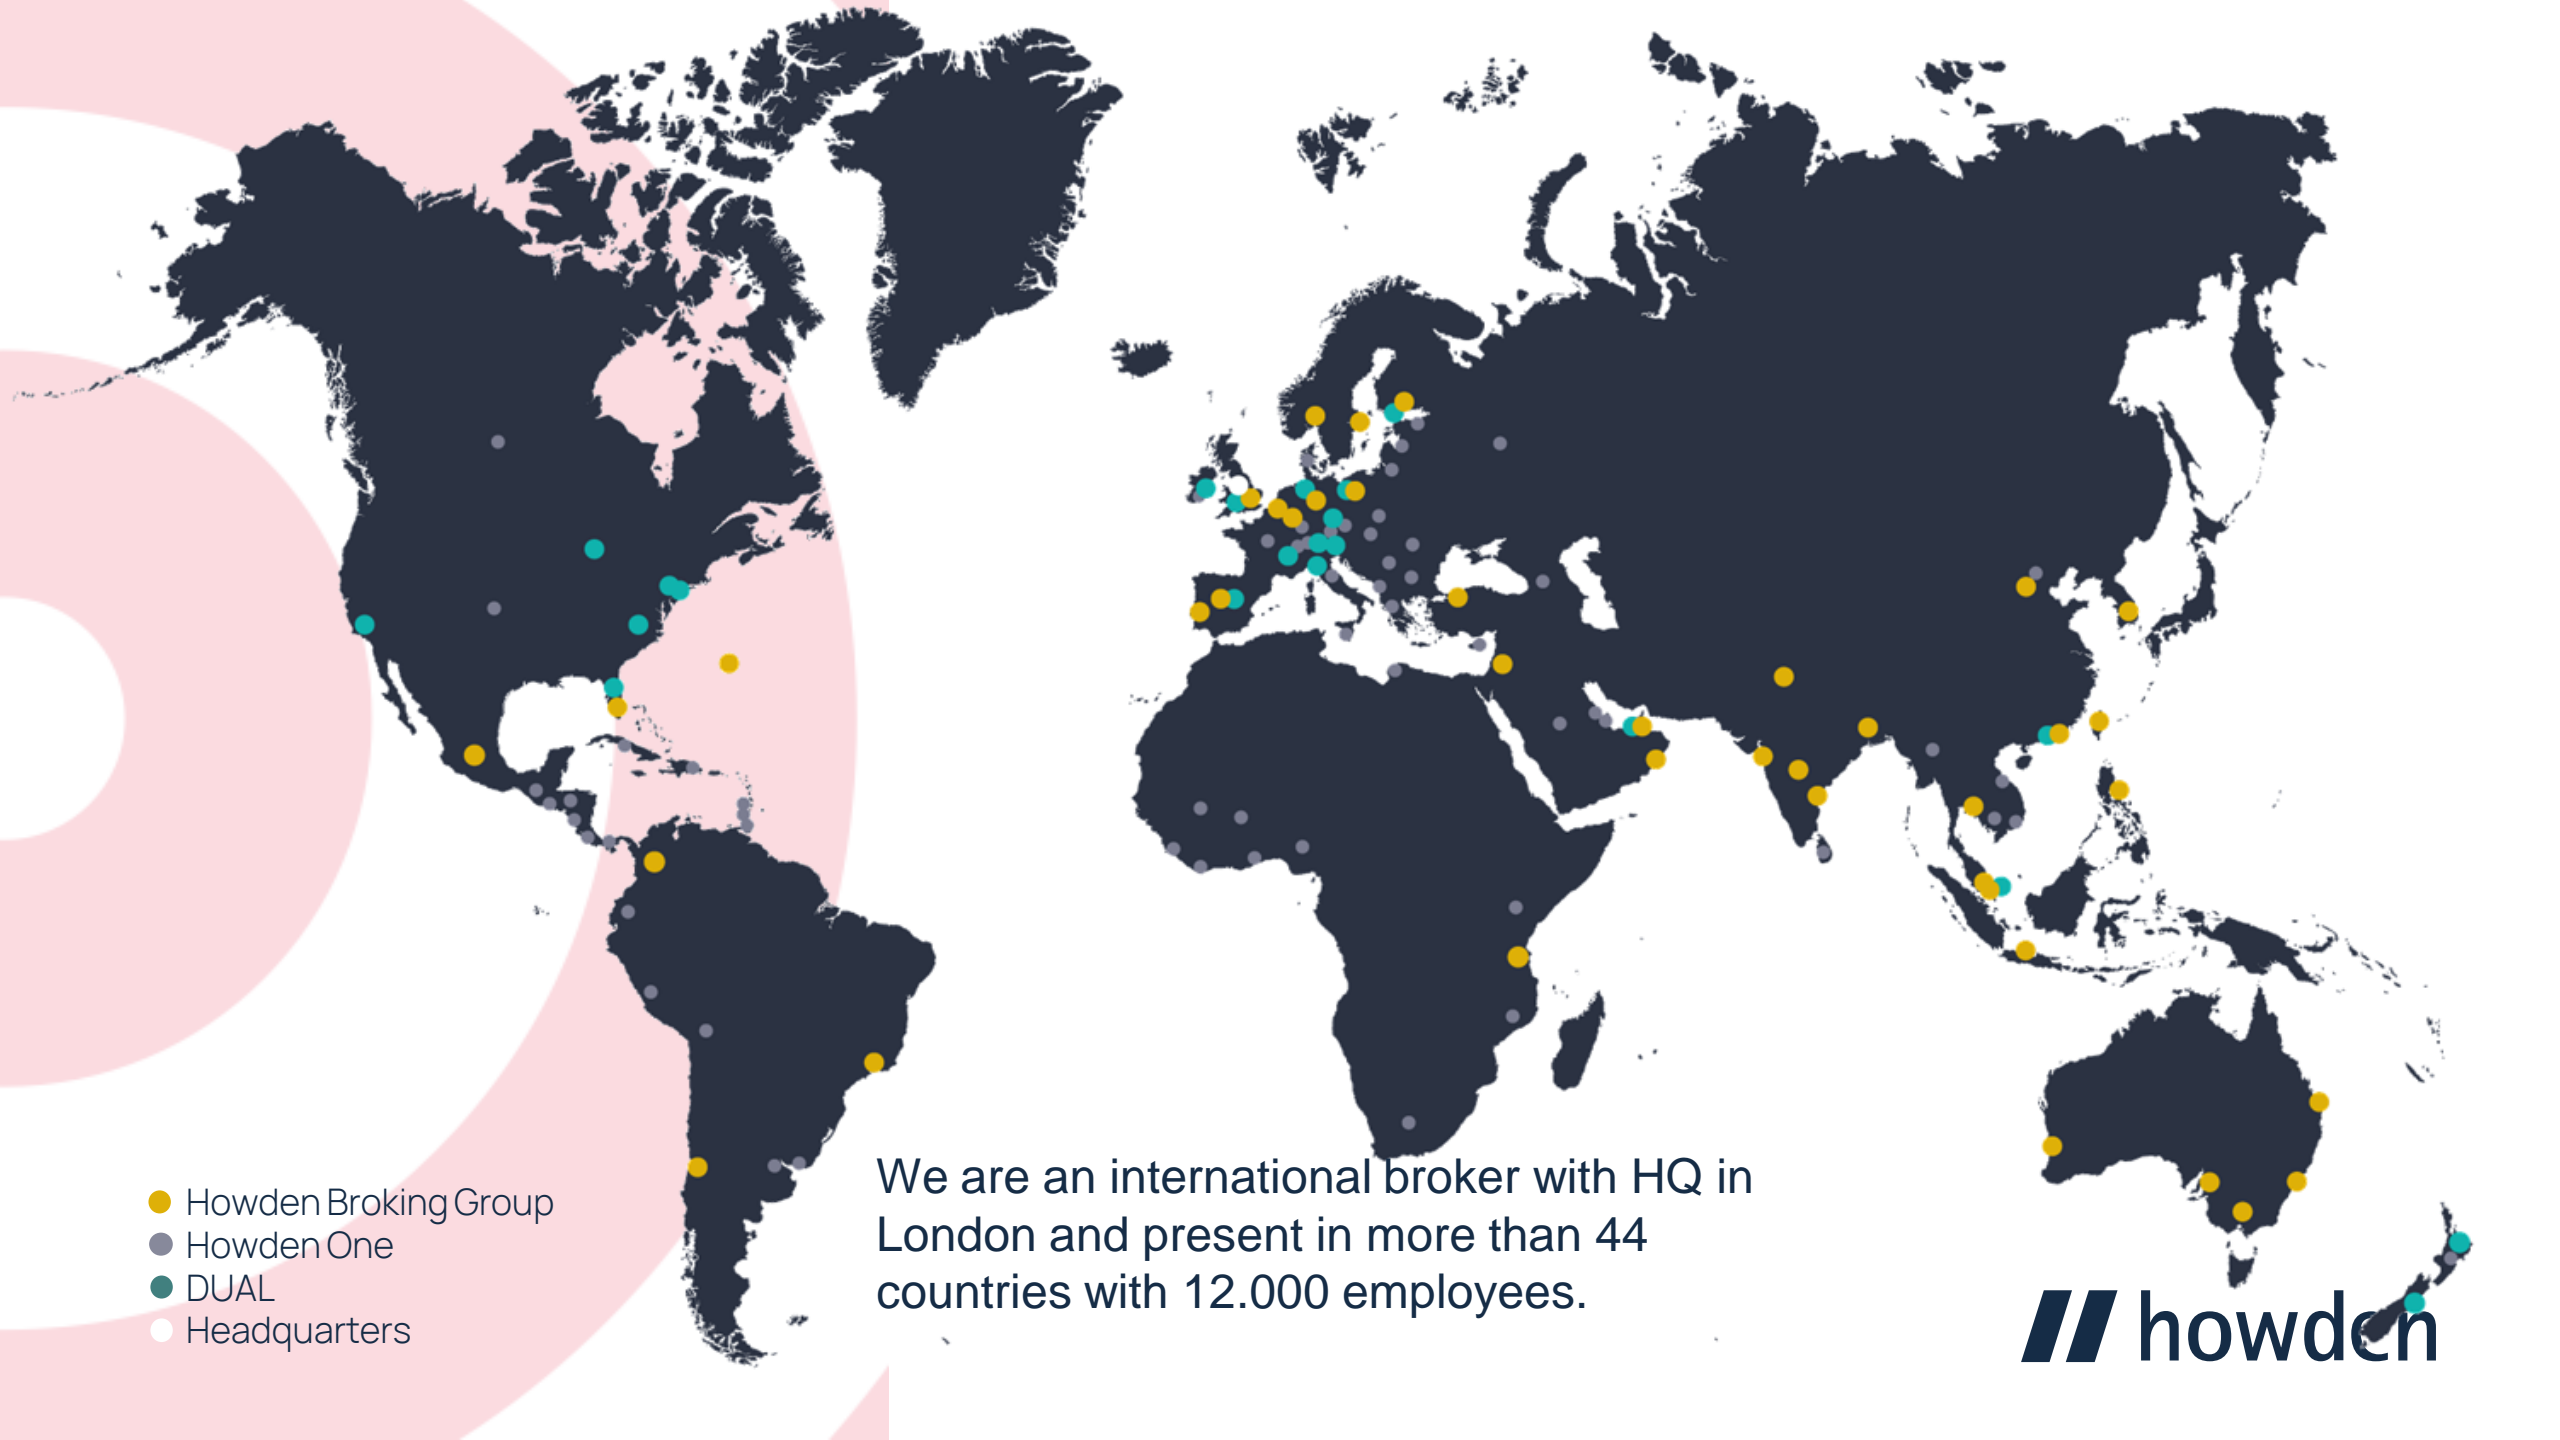 Howden Broking Group
Howden One
DUAL
Headquarters
We are an international broker with HQ in
London and present in more than 44
countries with 12.000 employees.
howden